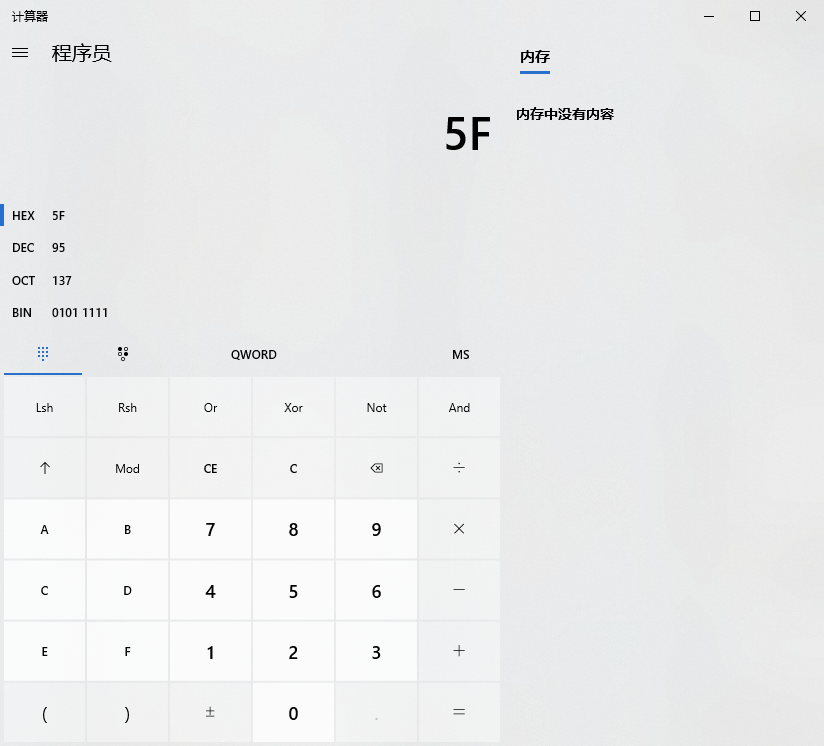 计算器
程序员
内存
5F
内存中没有内容
HEX 5F
DEC 95
OCT 137
BIN 0101 1111
QWORD MS
Lsh Rsh Or Xor Not And
↑ Mod CE C ⌫ ÷
A B 7 8 9 ×
C D 4 5 6 −
E F 1 2 3 +
( ) ± 0 . =